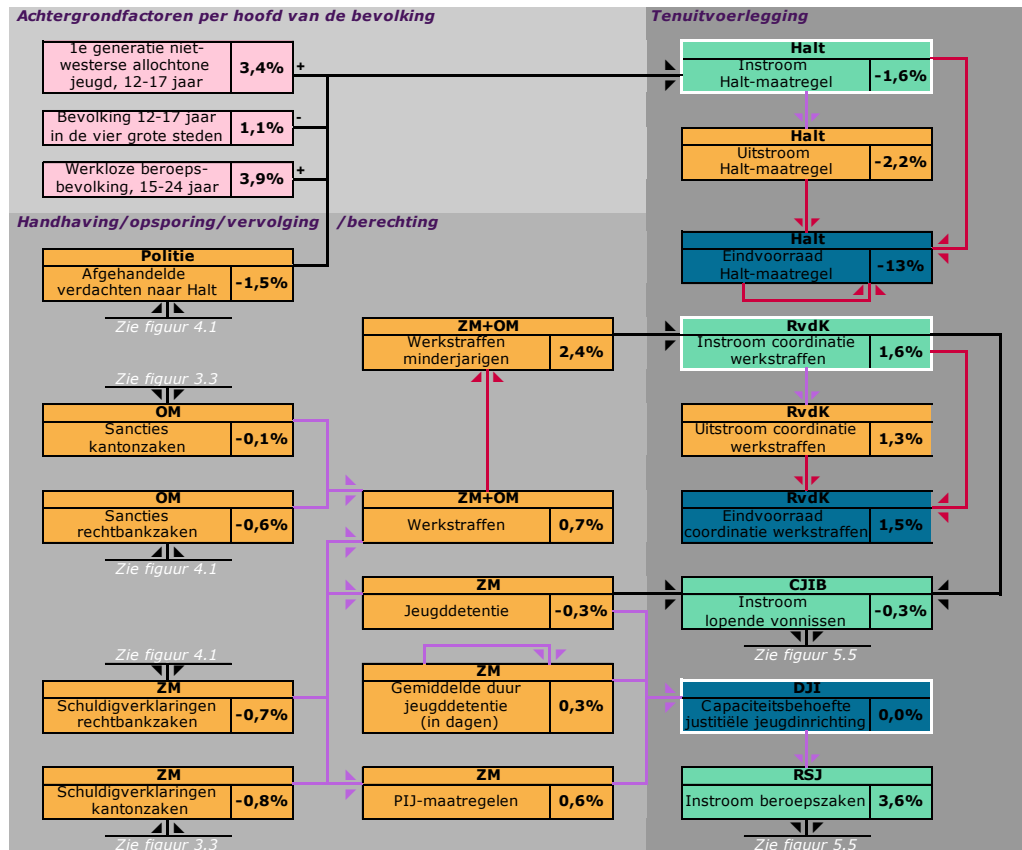 Achtergrondfactoren per hoofd van de bevolking
1e generatie niet-
westerse allochtone
jeugd, 12-17 jaar
3,4%
+
Bevolking 12-17 jaar
in de vier grote steden
1,1%
-
Werkloze beroeps-
bevolking, 15-24 jaar
3,9%
+
Handhaving/opsporing/vervolging /berechting
Politie
Afgehandelde
verdachten naar Halt
-1,5%
Zie figuur 4.1
Zie figuur 3.3
OM
Sancties
kantonzaken
-0,1%
OM
Sancties
rechtbankzaken
-0,6%
Zie figuur 4.1
Zie figuur 4.1
ZM
Schuldigverklaringen
rechtbankzaken
-0,7%
ZM
Schuldigverklaringen
kantonzaken
-0,8%
Zie figuur 3.3
ZM+OM
Werkstraffen
minderjarigen
2,4%
ZM+OM
Werkstraffen
0,7%
ZM
Jeugddetentie
-0,3%
ZM
Gemiddelde duur
jeugddetentie
(in dagen)
0,3%
ZM
PIJ-maatregelen
0,6%
Tenuitvoerlegging
Halt
Instroom
Halt-maatregel
-1,6%
Halt
Uitstroom
Halt-maatregel
-2,2%
Halt
Eindvoorraad
Halt-maatregel
-13%
RvdK
Instroom coordinatie
werkstraffen
1,6%
RvdK
Uitstroom coordinatie
werkstraffen
1,3%
RvdK
Eindvoorraad
coordinatie werkstraffen
1,5%
CJIB
Instroom
lopende vonnissen
-0,3%
Zie figuur 5.5
DJI
Capaciteitsbehoefte
justitiële jeugdinrichting
0,0%
RSJ
Instroom beroepszaken
3,6%
Zie figuur 5.5